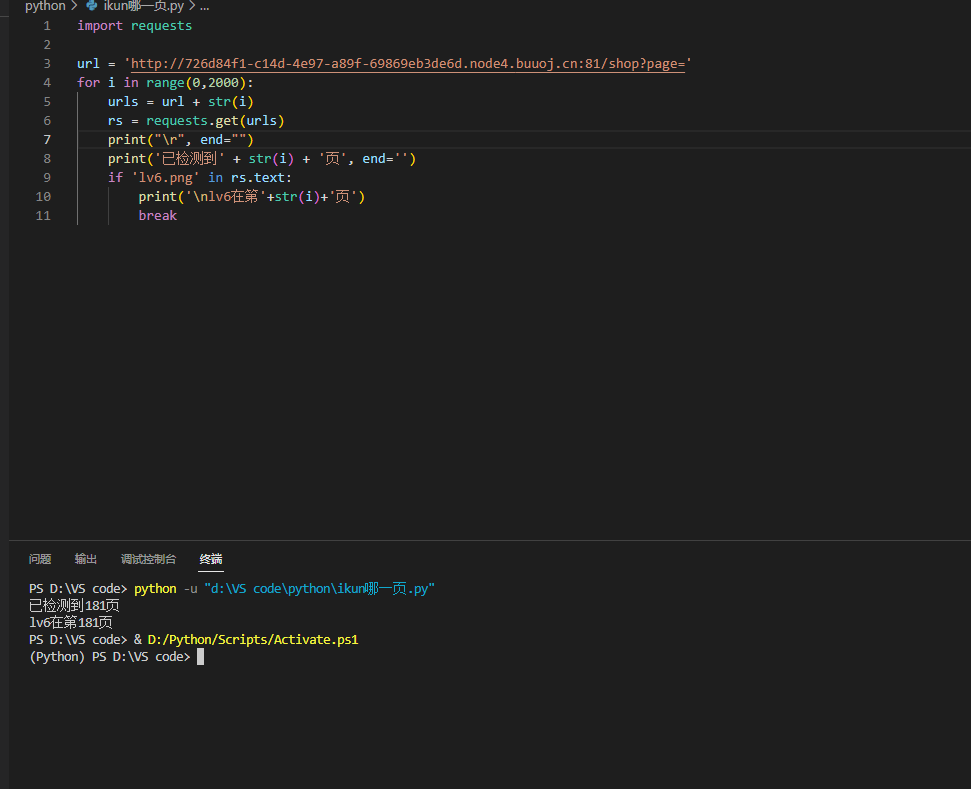 python > ikun哪一页.py > ...
1 import requests
2
3 url = 'http://726d84f1-c14d-4e97-a89f-69869eb3de6d.node4.buuoj.cn:81/shop?page='
4 for i in range(0,2000):
5 urls = url + str(i)
6 rs = requests.get(urls)
7 print("\r", end="")
8 print('已检测到' + str(i) + '页', end='')
9 if 'lv6.png' in rs.text:
10 print('\nlv6在第'+str(i)+'页')
11 break
问题 输出 调试控制台 终端
PS D:\VS code> python -u "d:\VS code\python\ikun哪一页.py"
已检测到181页
lv6在第181页
PS D:\VS code> & D:/Python/Scripts/Activate.ps1
(Python) PS D:\VS code>